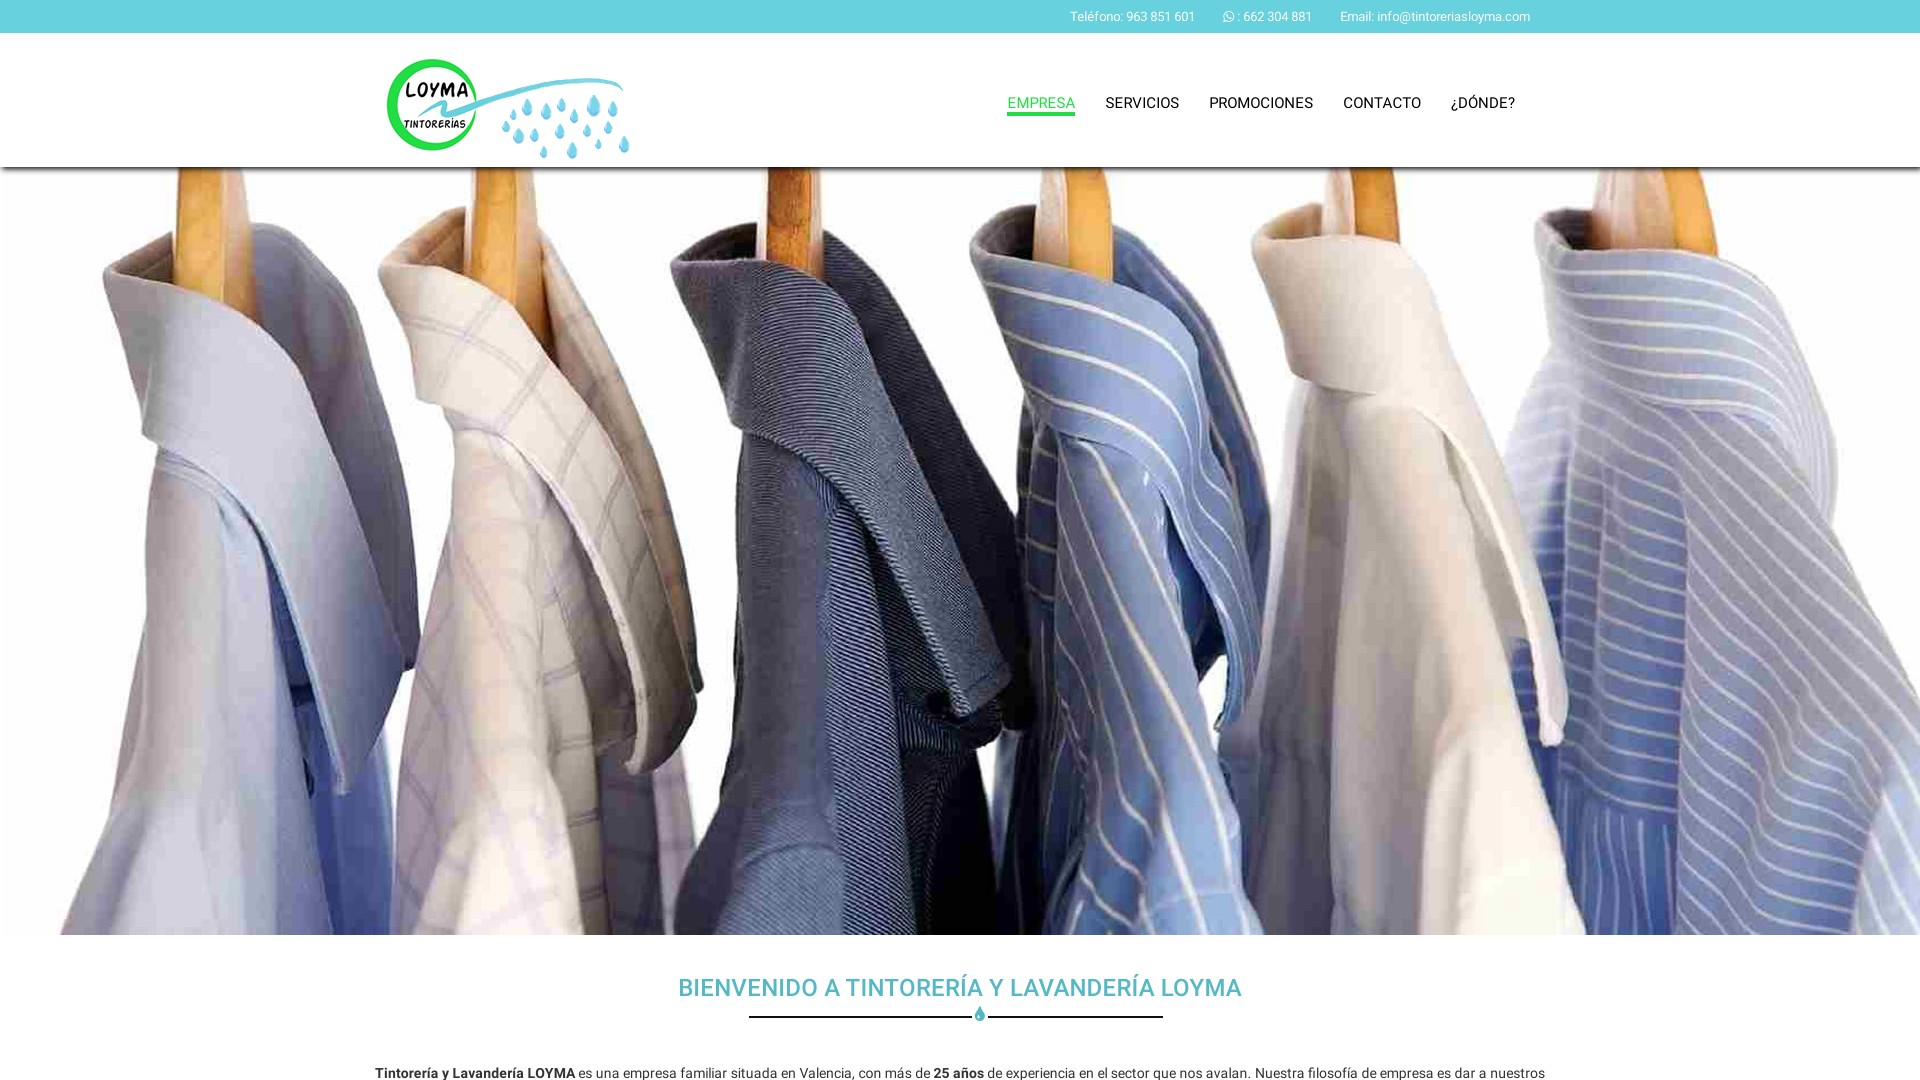 Teléfono: 963 851 601 : 662 304 881 Email: info@tintoreriasloyma.com
LOYMA
TINTORERÍAS
EMPRESA SERVICIOS PROMOCIONES CONTACTO ¿DÓNDE?
BIENVENIDO A TINTORERÍA Y LAVANDERÍA LOYMA
Tintorería y Lavandería LOYMA es una empresa familiar situada en Valencia, con más de 25 años de experiencia en el sector que nos avalan. Nuestra filosofía de empresa es dar a nuestros